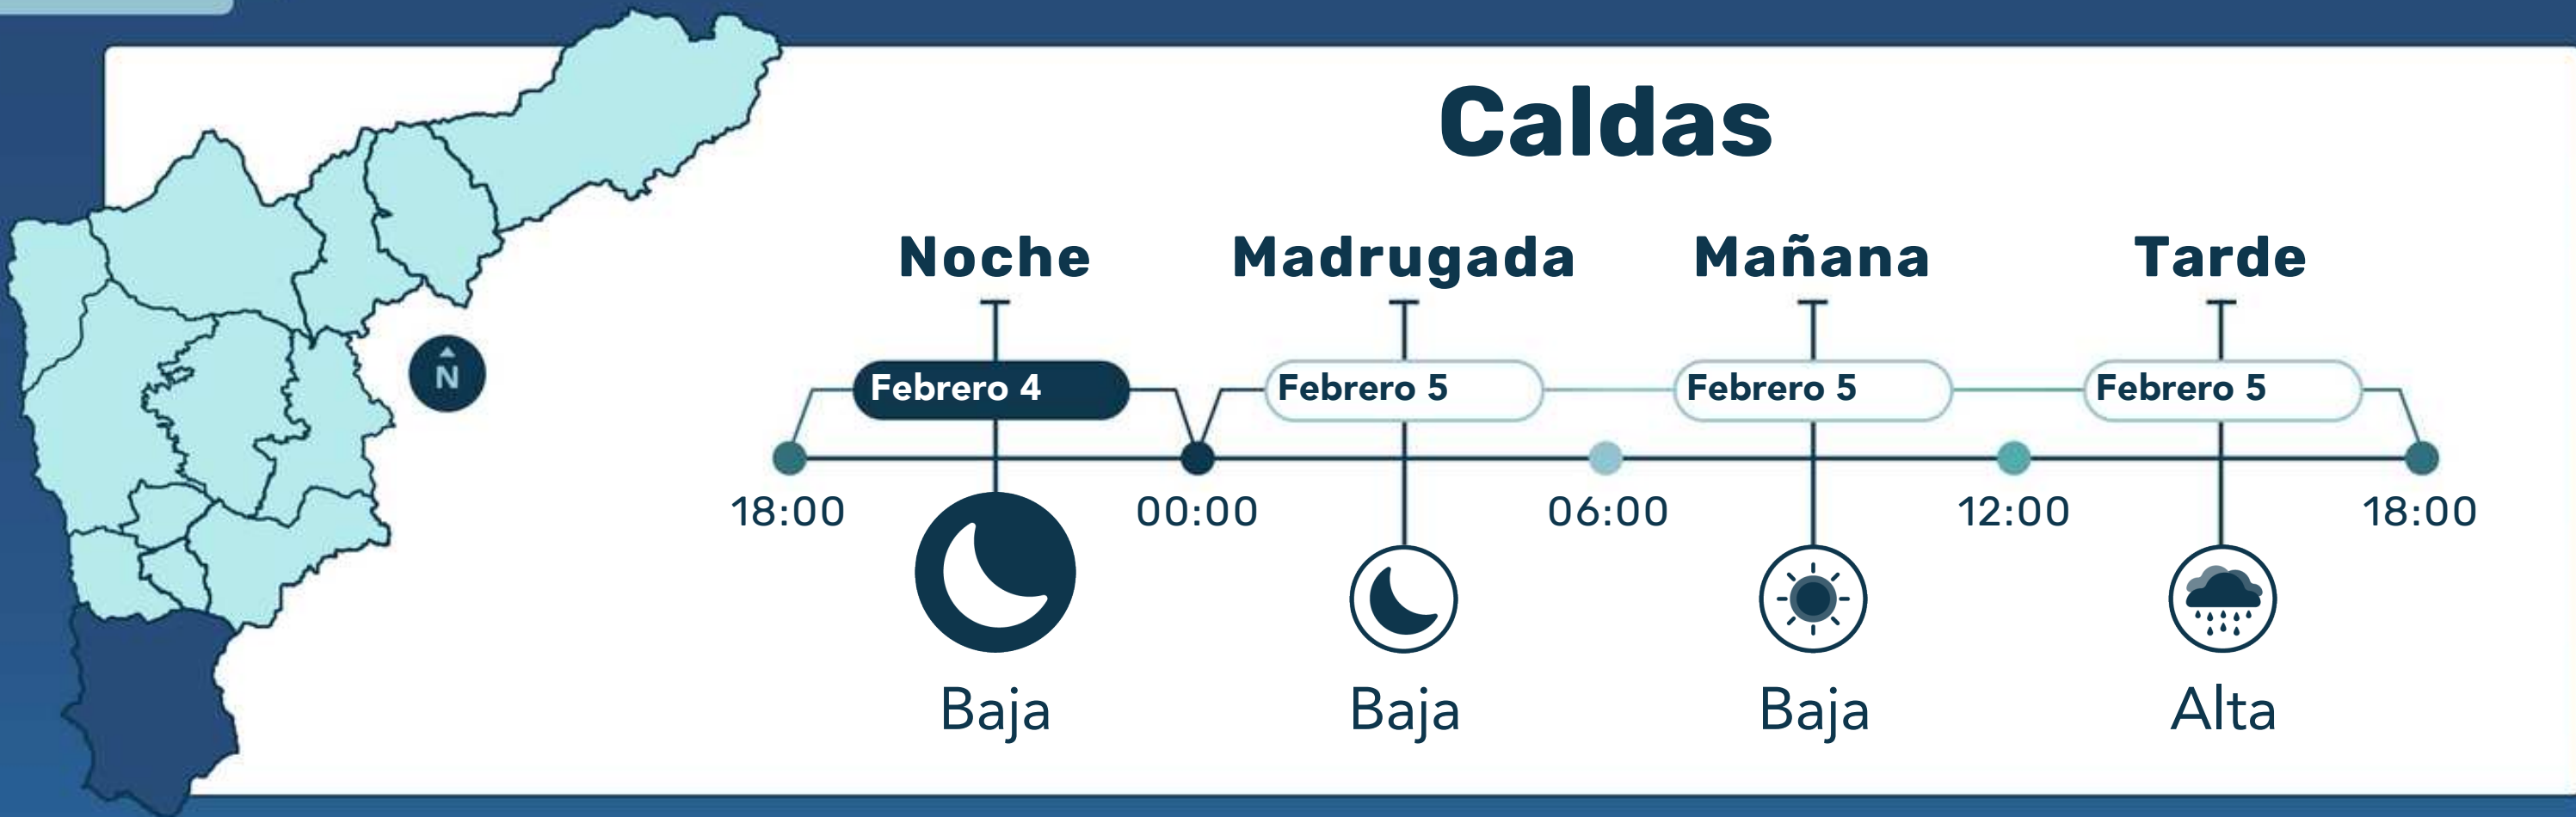 Caldas
Noche Madrugada Mañana Tarde
Febrero 4 Febrero 5 Febrero 5 Febrero 5
N
18:00 00:00 06:00 12:00 18:00
Baja Baja Baja Alta